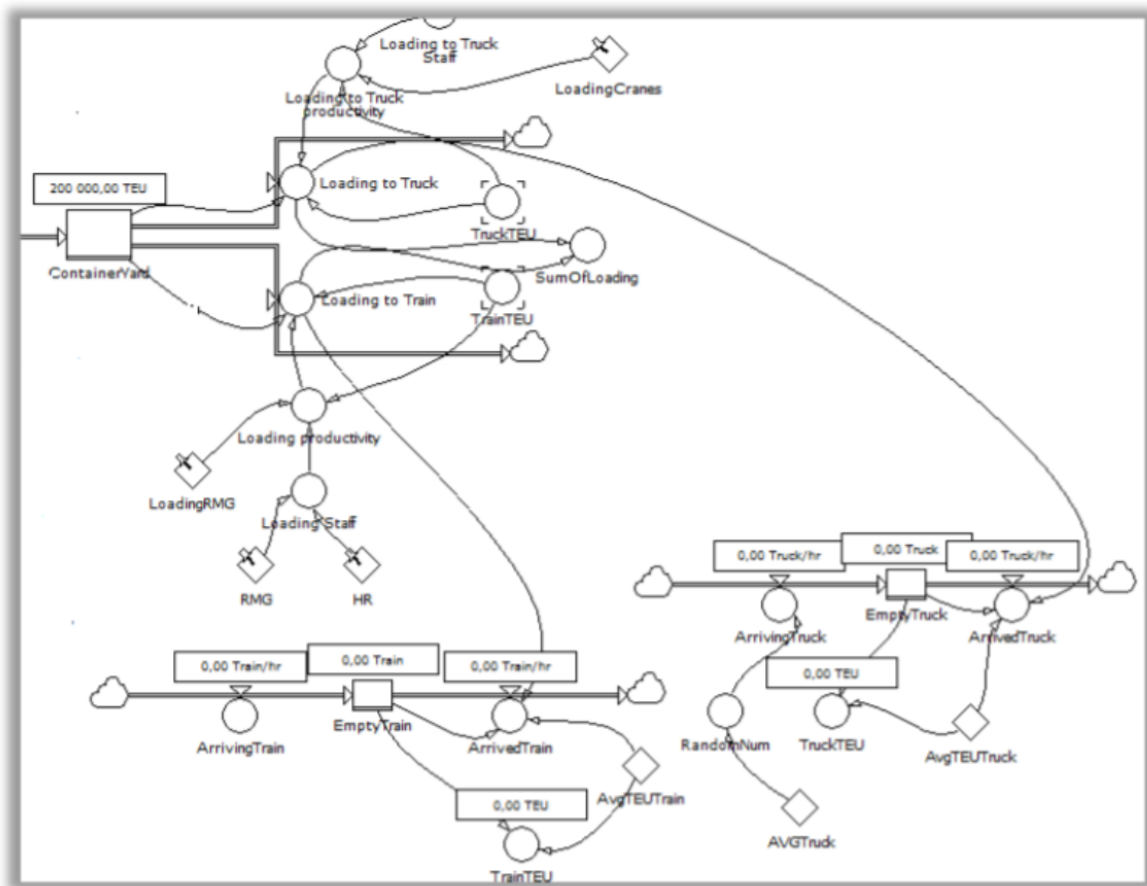 Loading to Truck
Staff
LoadingCranes
Loading to Truck
productivity
200 000,00 TEU
Loading to Truck
TruckTEU
ContainerYard
SumOfLoading
Loading to Train
TrainTEU
Loading productivity
LoadingRMG
Loading Staff
RMG
HR
0,00 Truck/hr
0,00 Truck
0,00 Truck/hr
EmptyTruck
ArrivingTruck
ArrivedTruck
0,00 TEU
RandomNum
TruckTEU
AvgTEUTruck
AVGTruck
0,00 Train/hr
0,00 Train
0,00 Train/hr
EmptyTrain
ArrivingTrain
ArrivedTrain
AvgTEUTrain
0,00 TEU
TrainTEU